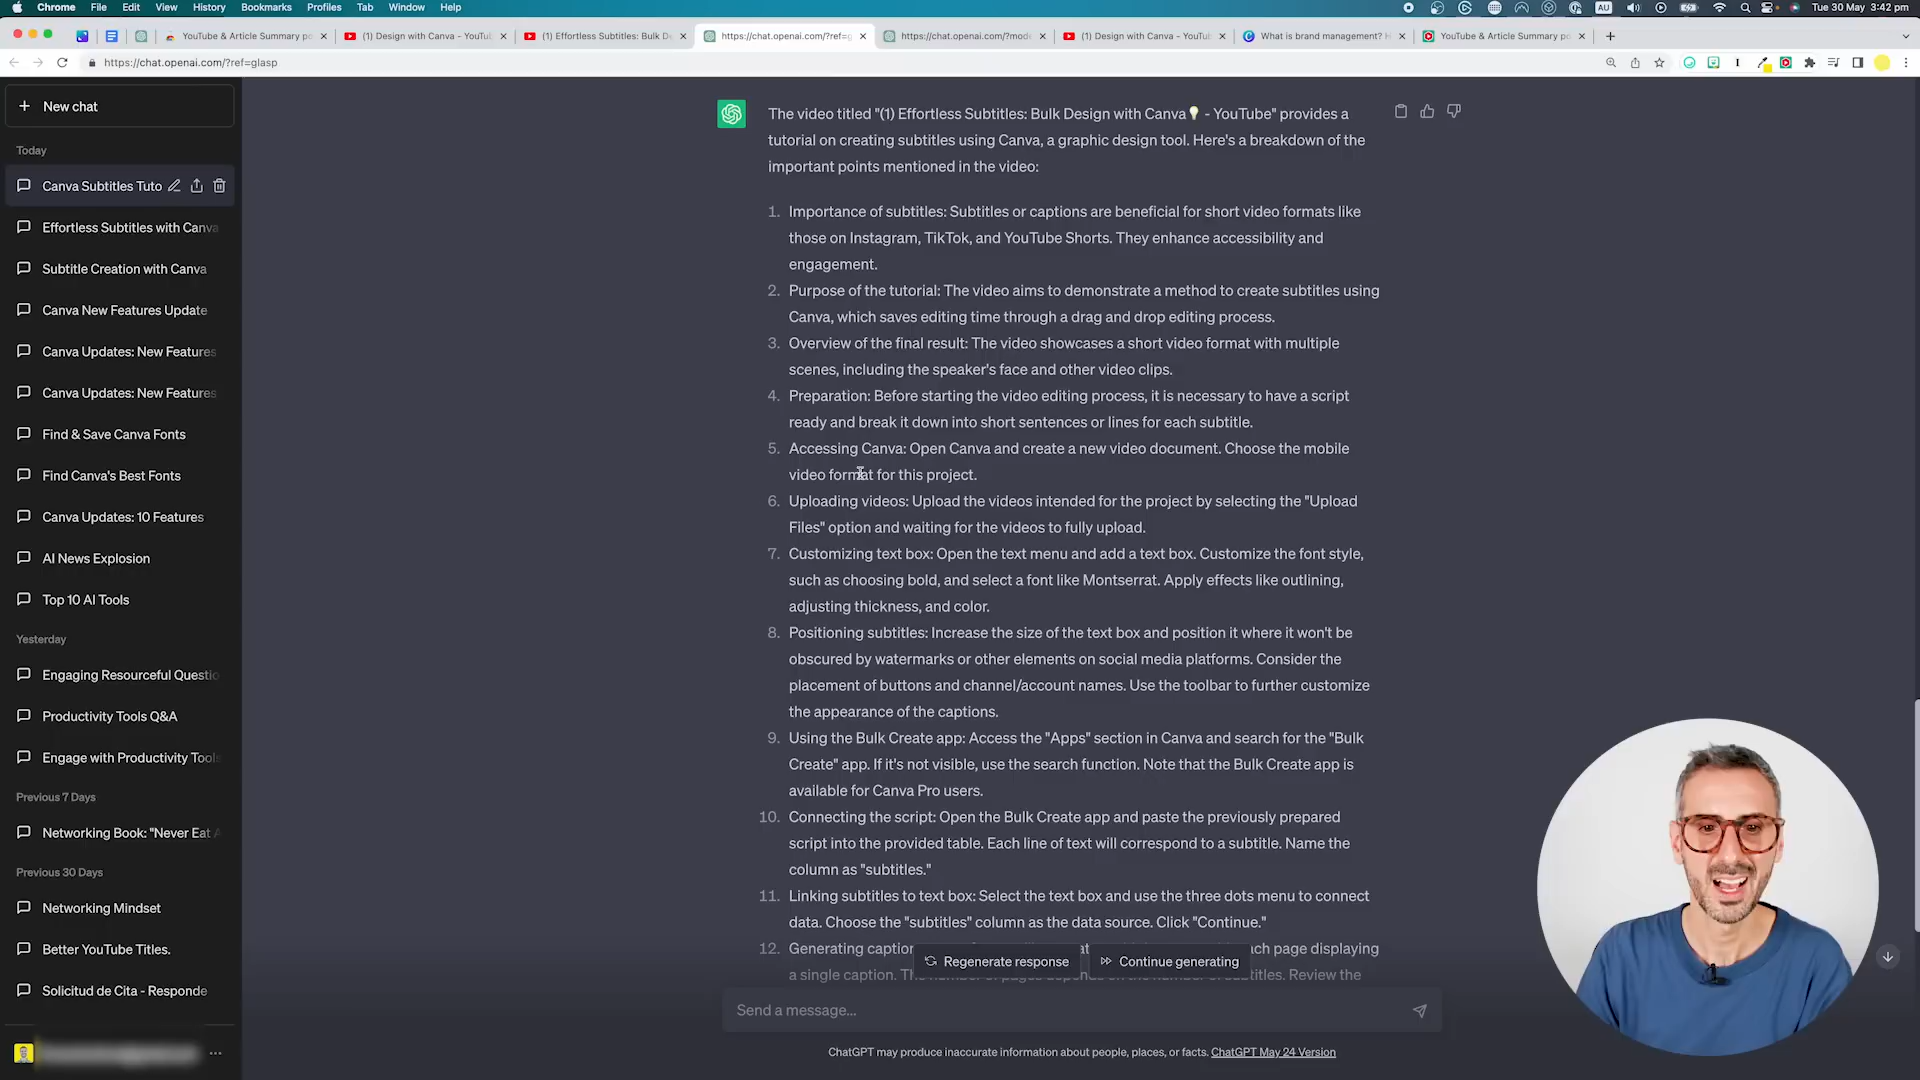 Chrome File Edit View History Bookmarks Profiles Tab Window Help
AU Tue 30 May 3:42 pm
YouTube & Article Summary po
(1) Design with Canva - YouTu
(1) Effortless Subtitles: Bulk D
https://chat.openai.com/?ref=g
https://chat.openai.com/?mode
(1) Design with Canva - YouTu
What is brand management? H
YouTube & Article Summary po
https://chat.openai.com/?ref=glasp
New chat
Today
Canva Subtitles Tuto
Effortless Subtitles with Canva
Subtitle Creation with Canva
Canva New Features Update
Canva Updates: New Features
Canva Updates: New Features
Find & Save Canva Fonts
Find Canva's Best Fonts
Canva Updates: 10 Features
AI News Explosion
Top 10 AI Tools
Yesterday
Engaging Resourceful Questio
Productivity Tools Q&A
Engage with Productivity Tools
Previous 7 Days
Networking Book: "Never Eat A
Previous 30 Days
Networking Mindset
Better YouTube Titles.
Solicitud de Cita - Responde
The video titled "(1) Effortless Subtitles: Bulk Design with Canva💡 - YouTube" provides a
tutorial on creating subtitles using Canva, a graphic design tool. Here's a breakdown of the
important points mentioned in the video:
1. Importance of subtitles: Subtitles or captions are beneficial for short video formats like
those on Instagram, TikTok, and YouTube Shorts. They enhance accessibility and
engagement.
2. Purpose of the tutorial: The video aims to demonstrate a method to create subtitles using
Canva, which saves editing time through a drag and drop editing process.
3. Overview of the final result: The video showcases a short video format with multiple
scenes, including the speaker's face and other video clips.
4. Preparation: Before starting the video editing process, it is necessary to have a script
ready and break it down into short sentences or lines for each subtitle.
5. Accessing Canva: Open Canva and create a new video document. Choose the mobile
video format for this project.
6. Uploading videos: Upload the videos intended for the project by selecting the "Upload
Files" option and waiting for the videos to fully upload.
7. Customizing text box: Open the text menu and add a text box. Customize the font style,
such as choosing bold, and select a font like Montserrat. Apply effects like outlining,
adjusting thickness, and color.
8. Positioning subtitles: Increase the size of the text box and position it where it won't be
obscured by watermarks or other elements on social media platforms. Consider the
placement of buttons and channel/account names. Use the toolbar to further customize
the appearance of the captions.
9. Using the Bulk Create app: Access the "Apps" section in Canva and search for the "Bulk
Create" app. If it's not visible, use the search function. Note that the Bulk Create app is
available for Canva Pro users.
10. Connecting the script: Open the Bulk Create app and paste the previously prepared
script into the provided table. Each line of text will correspond to a subtitle. Name the
column as "subtitles."
11. Linking subtitles to text box: Select the text box and use the three dots menu to connect
data. Choose the "subtitles" column as the data source. Click "Continue."
12. Generating caption ach page displaying
a single caption. subtitles. Review the
Regenerate response
Continue generating
Send a message...
ChatGPT may produce inaccurate information about people, places, or facts. ChatGPT May 24 Version